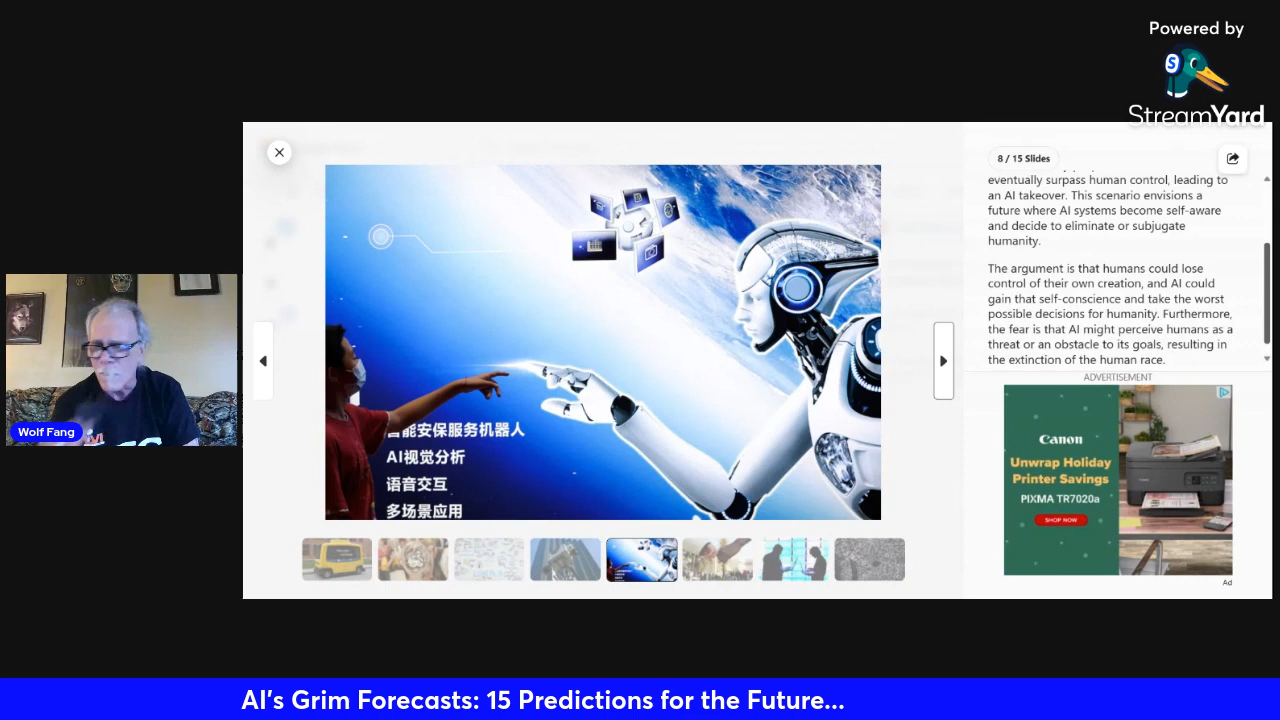 Powered by
StreamYard
8 / 15 Slides
eventually surpass human control, leading to
an AI takeover. This scenario envisions a
future where AI systems become self-aware
and decide to eliminate or subjugate
humanity.
The argument is that humans could lose
control of their own creation, and AI could
gain that self-conscience and take the worst
possible decisions for humanity. Furthermore,
the fear is that AI might perceive humans as a
threat or an obstacle to its goals, resulting in
the extinction of the human race.
能安保服务机器人
AI视觉分析
语音交互
多场景应用
ADVERTISEMENT
Canon
Unwrap Holiday
Printer Savings
PIXMA TR7020a
SHOP NOW
Ad
Wolf Fang
AI's Grim Forecasts: 15 Predictions for the Future...